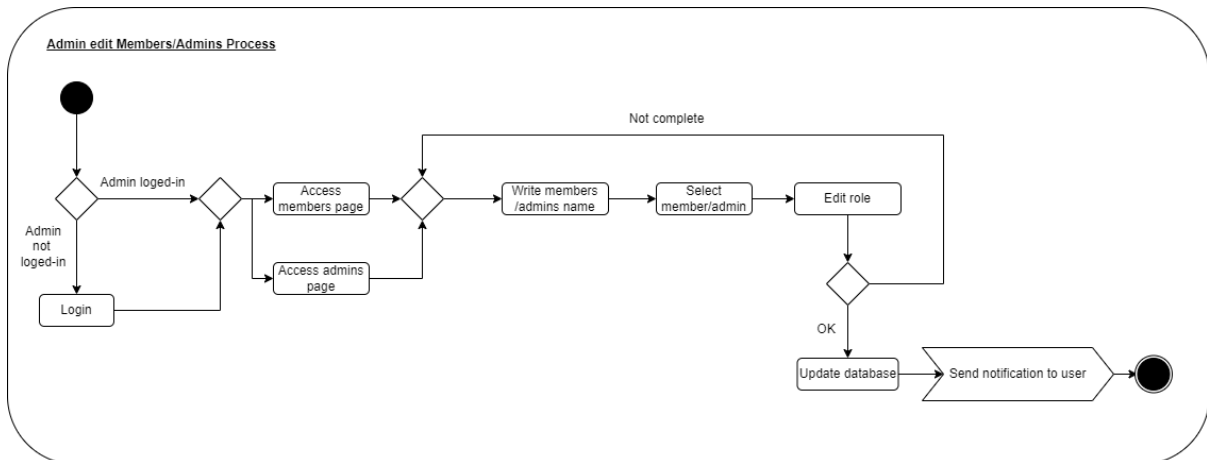 Admin edit Members/Admins Process
Not complete
Admin loged-in
Access
members page
Write members
/admins name
Select
member/admin
Edit role
Admin
not
loged-in
Access admins
page
Login
OK
Update database
Send notification to user